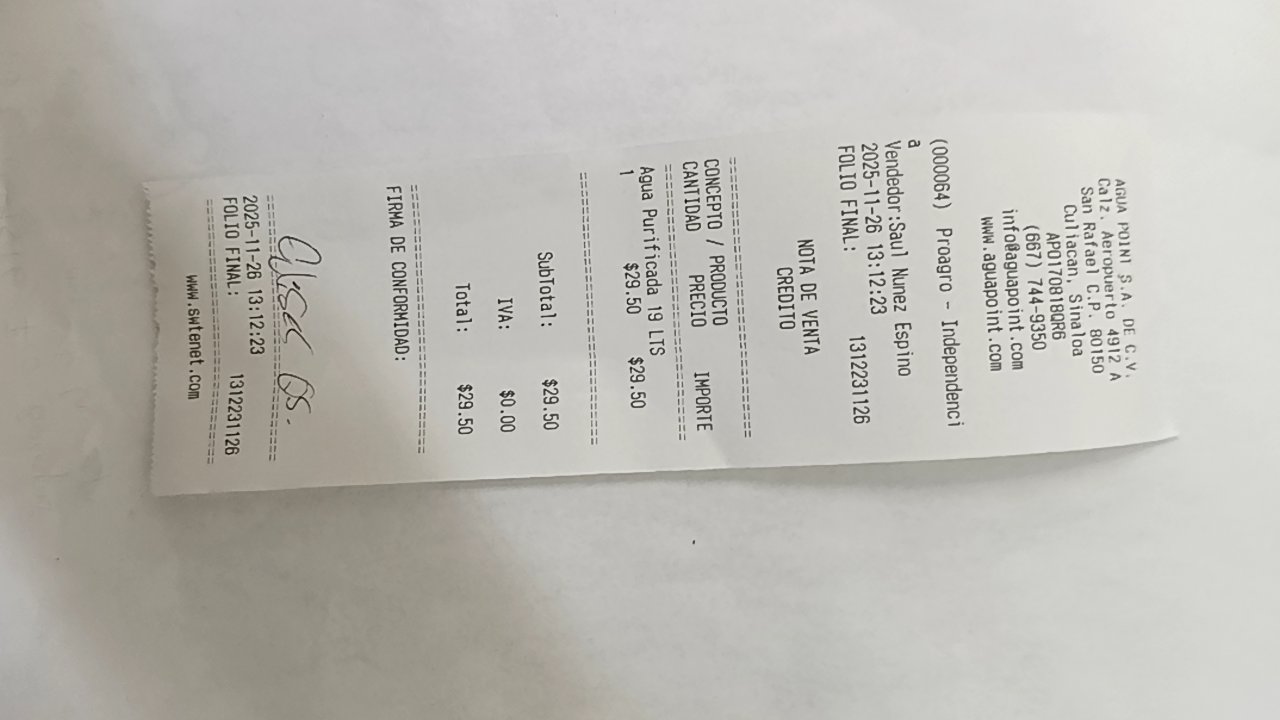 AGUA POINT S.A. DE C.V.
Calz. Aeropuerto 4912 A
San Rafael C.P. 80150
Culiacan, Sinaloa
APO170818QR6
(667) 744-9350
info@aguapoint.com
www.aguapoint.com
(000064) Proagro - Independenci
a
Vendedor:Saul Nunez Espino
2025-11-26 13:12:23
FOLIO FINAL: 1312231126
NOTA DE VENTA
CREDITO
CONCEPTO / PRODUCTO
CANTIDAD PRECIO IMPORTE
Agua Purificada 19 LTS
1 $29.50 $29.50
SubTotal: $29.50
IVA: $0.00
Total: $29.50
FIRMA DE CONFORMIDAD:
2025-11-26 13:12:23
FOLIO FINAL: 1312231126
www.swtenet.com